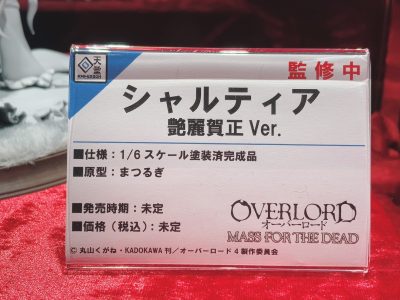 天誉
監修中
シャルティア
艶麗賀正 Ver.
■仕様：1/6スケール塗装済完成品
■原型：まつるぎ
■発売時期：未定
■価格（税込）：未定
OVERLORD
オーバーロード
MASS FOR THE DEAD
© 丸山くがね・KADOKAWA 刊／オーバーロード4製作委員会